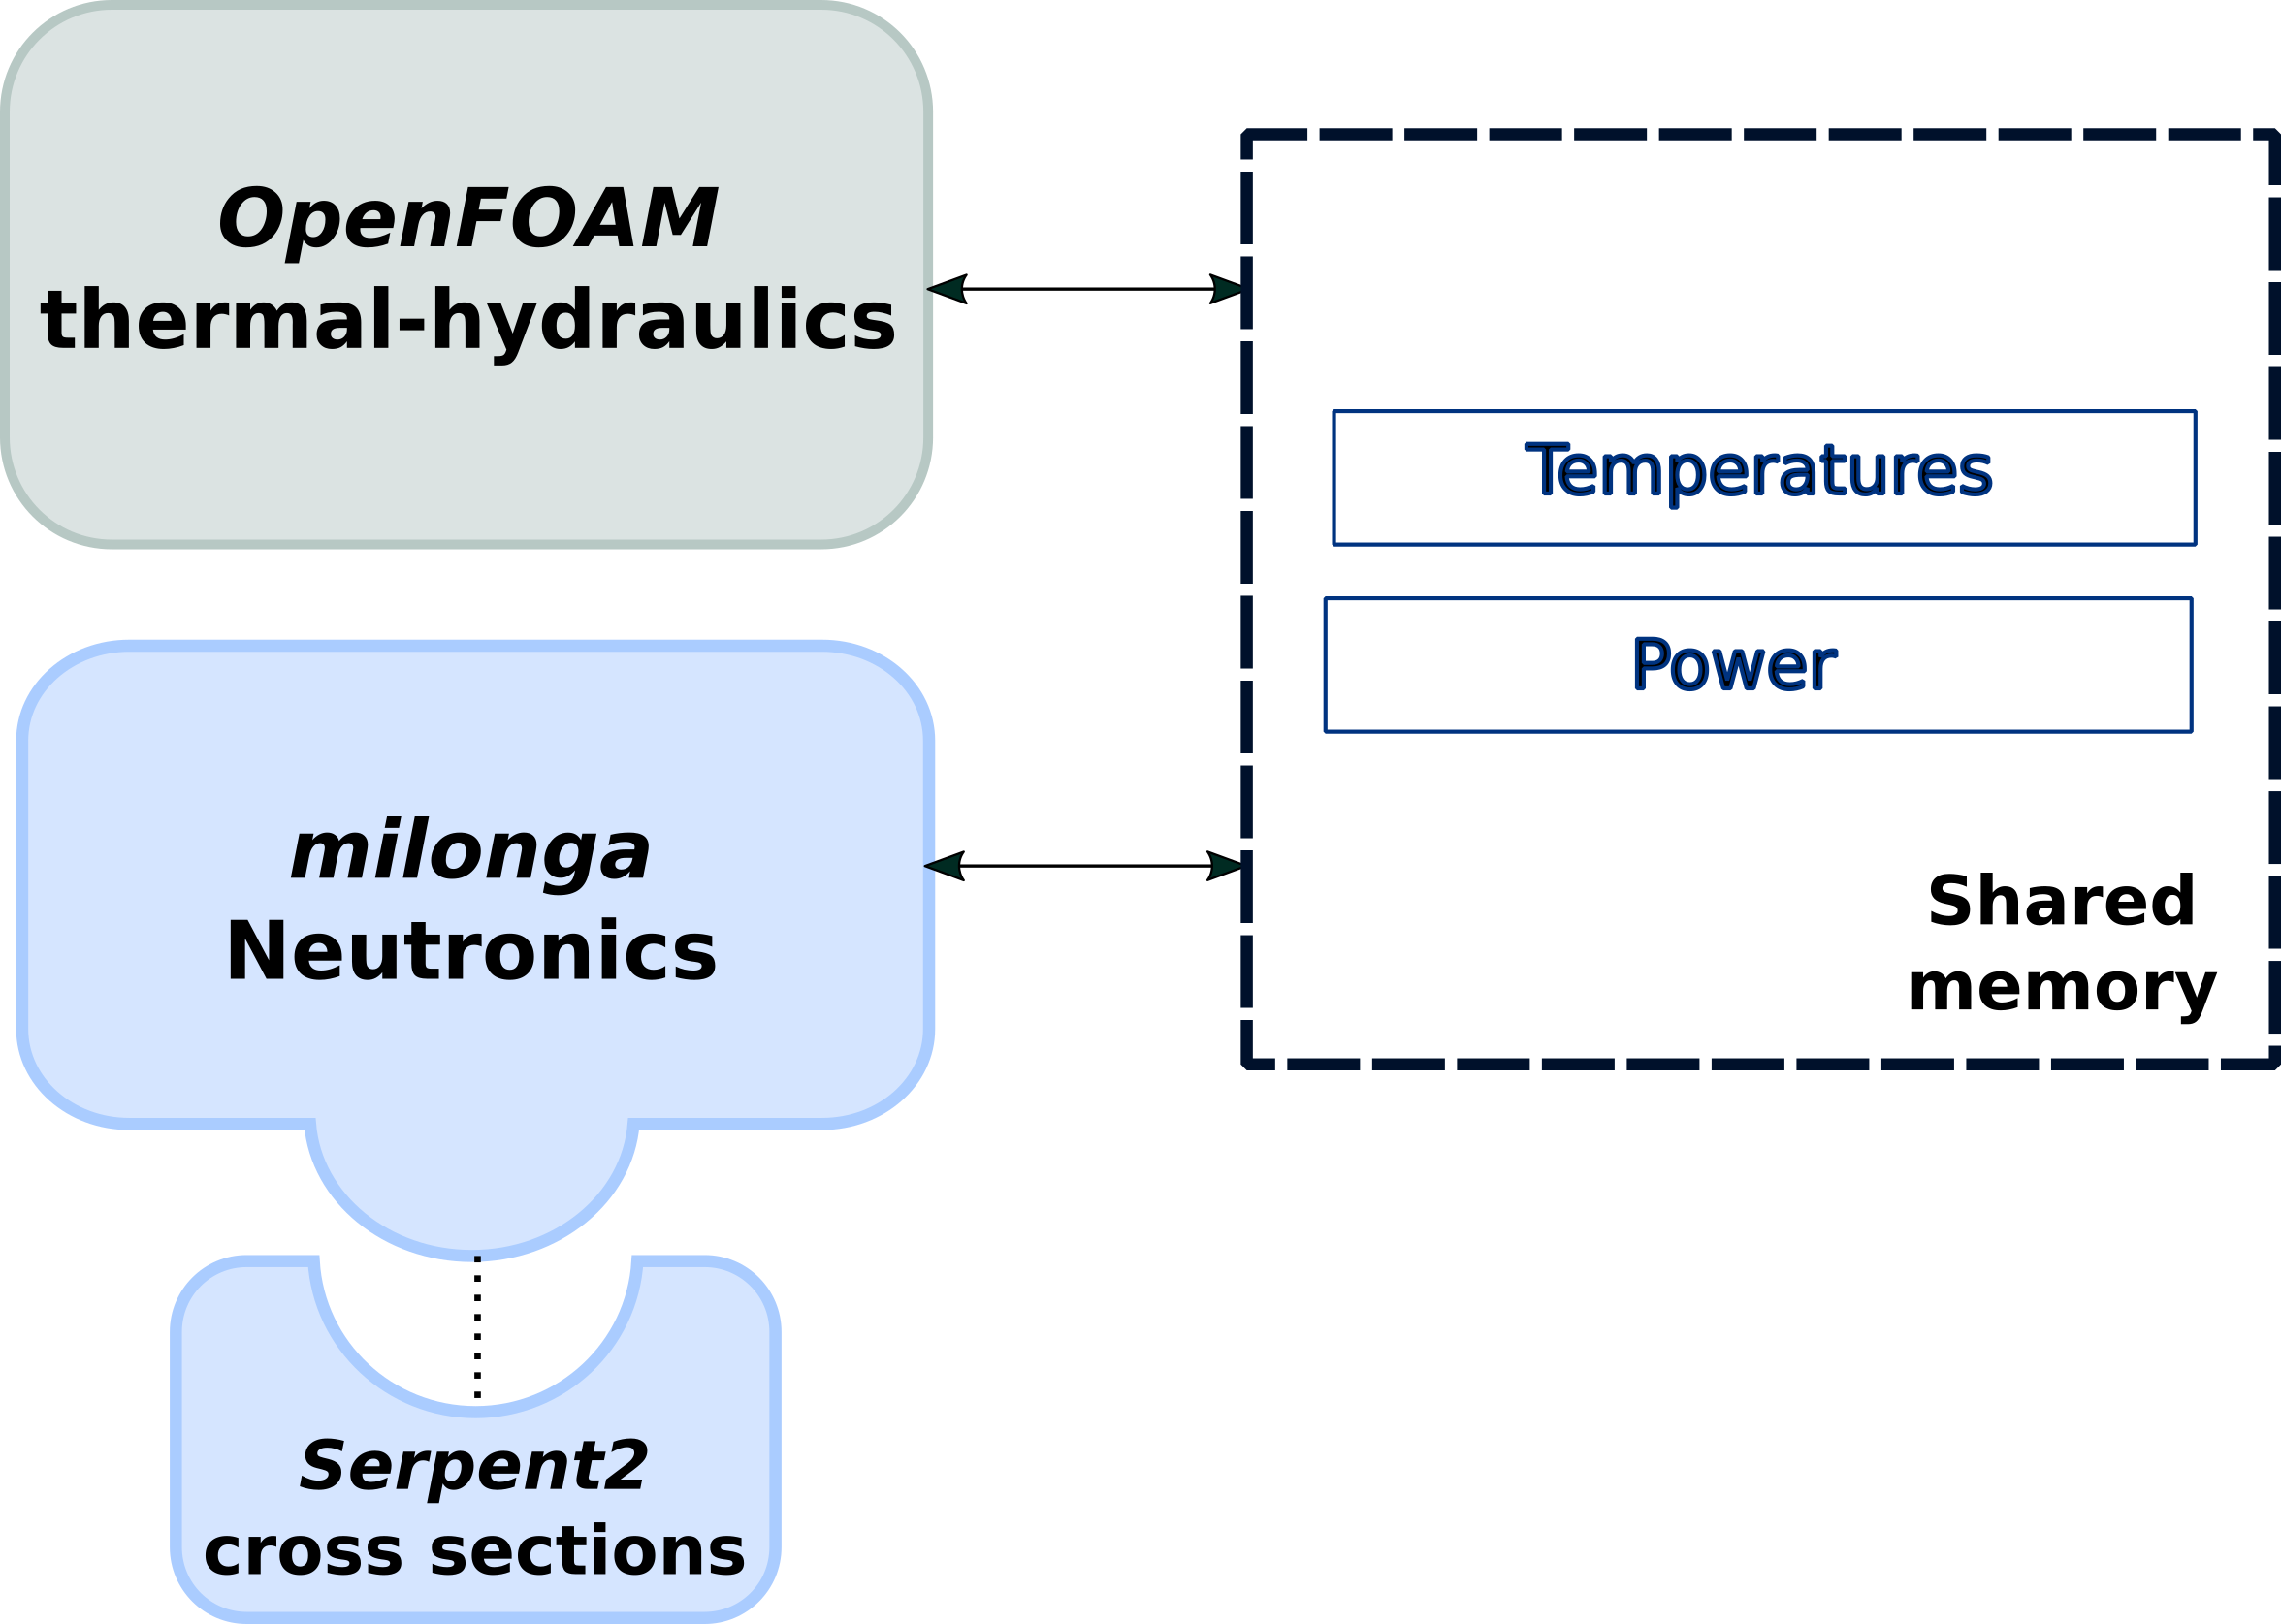 OpenFOAM
thermal-hydraulics
Temperatures
Power
milonga
Neutronics
Shared
memory
Serpent2
cross sections